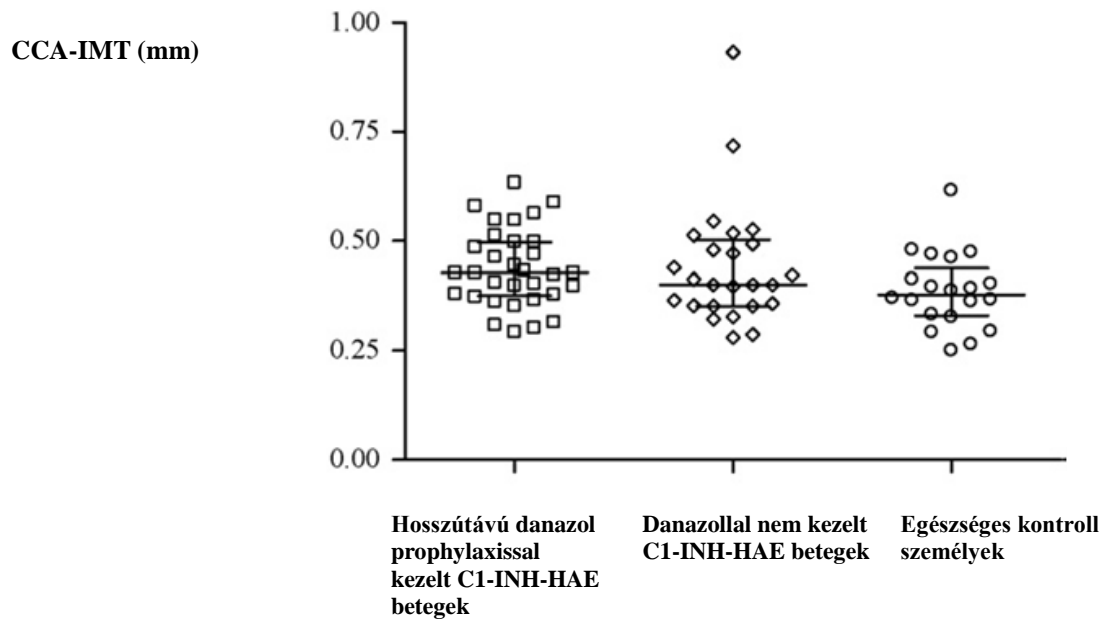 CCA-IMT (mm)
1.00
0.75
0.50
0.25
0.00
Hosszútávú danazol
prophylaxissal
kezelt C1-INH-HAE
betegek
Danazollal nem kezelt
C1-INH-HAE betegek
Egészséges kontroll
személyek